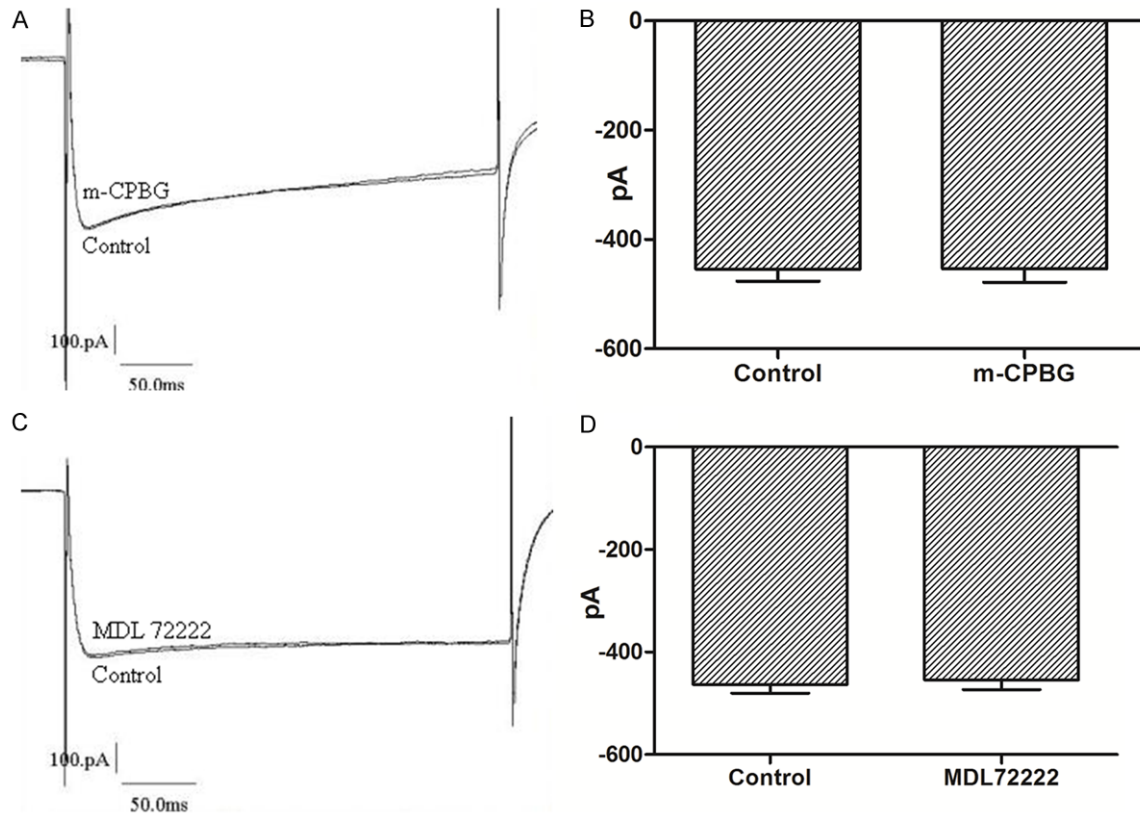 A
m-CPBG
Control
100.pA
50.0ms
B
0
-200
-400
-600
pA
Control
m-CPBG
C
MDL 72222
Control
100.pA
50.0ms
D
0
-200
-400
-600
pA
Control
MDL72222